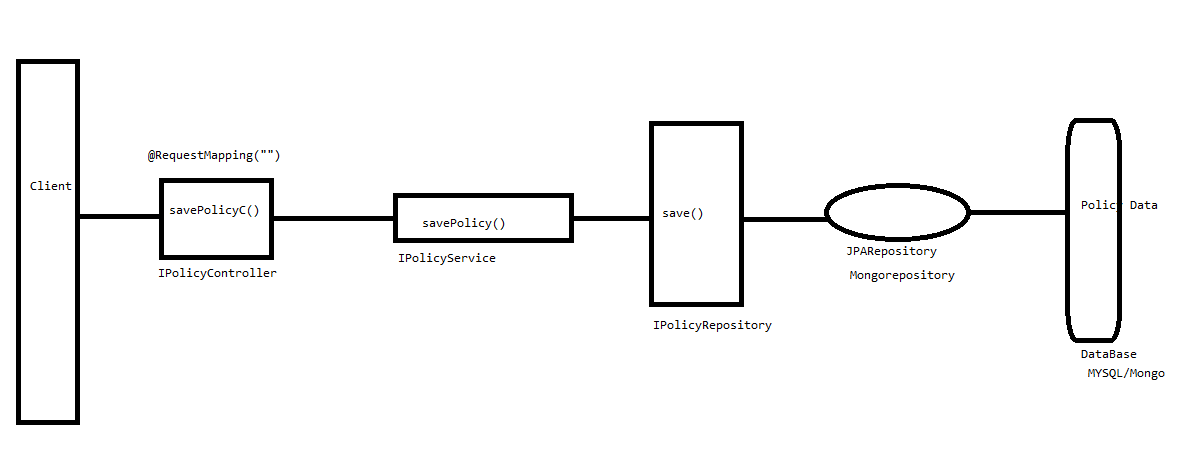 Client
@RequestMapping("")
savePolicyC()
IPolicyController
savePolicy()
IPolicyService
save()
IPolicyRepository
JPARepository
Mongorepository
Policy Data
DataBase
MYSQL/Mongo